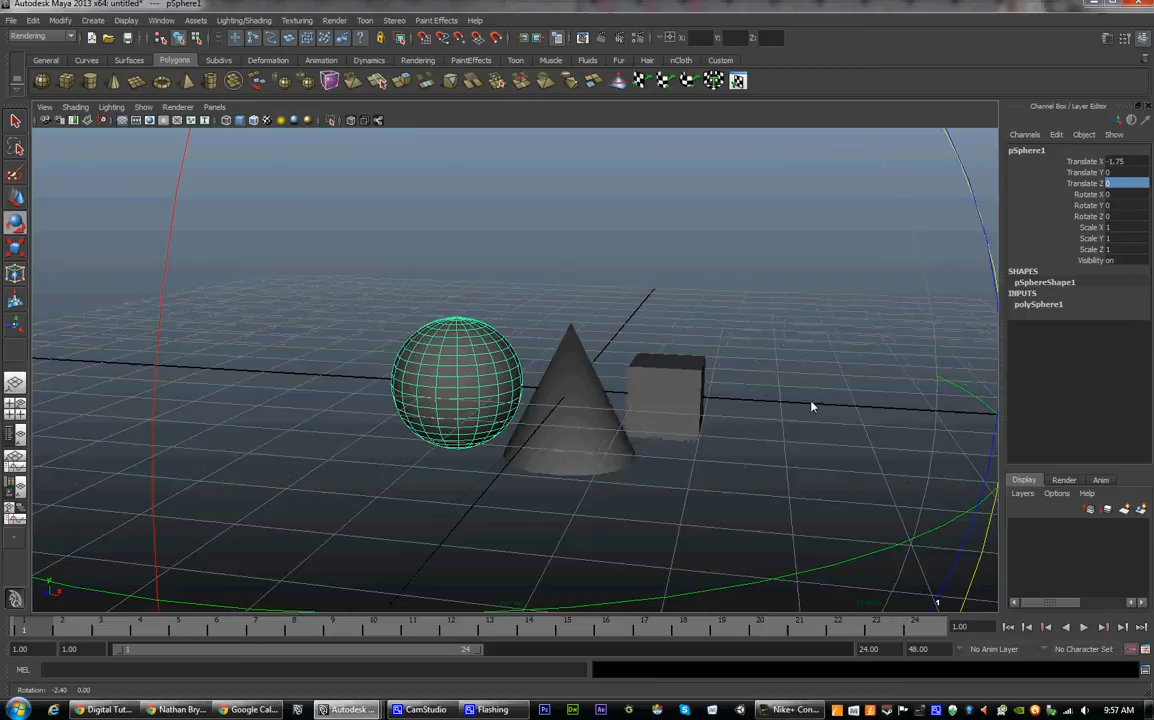 Autodesk Maya 2013 x64: untitled* --- pSphere1
File Edit Modify Create Display Window Assets Lighting/Shading Texturing Render Toon Stereo Paint Effects Help
Rendering X: Y: Z:
General Curves Surfaces Polygons Subdivs Deformation Animation Dynamics Rendering PaintEffects Toon Muscle Fluids Fur Hair nCloth Custom
View Shading Lighting Show Renderer Panels
Channel Box / Layer Editor
Channels Edit Object Show
pSphere1
Translate X -1.75
Translate Y 0
Translate Z 0
Rotate X 0
Rotate Y 0
Rotate Z 0
Scale X 1
Scale Y 1
Scale Z 1
Visibility on
SHAPES
pSphereShape1
INPUTS
polySphere1
Display Render Anim
Layers Options Help
y
x
1 2 3 4 5 6 7 8 9 10 11 12 13 14 15 16 17 18 19 20 21 22 23 24
1 1.00
1.00 1.00 1 24 24.00 48.00 No Anim Layer No Character Set
MEL
Rotation: -2.40 0.00
Digital Tut... Nathan Bry... Google Cal... Autodesk ... CamStudio Flashing Nike+ Con... 9:57 AM